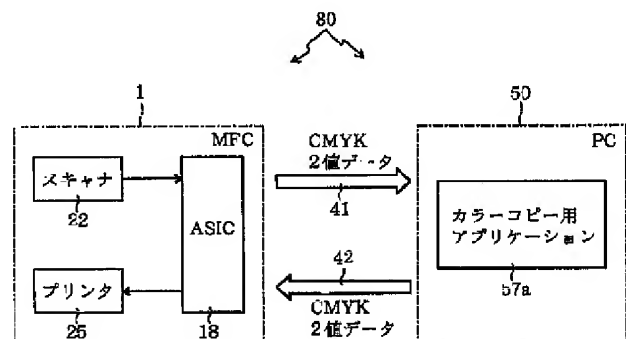 80
1
MFC
スキャナ
22
ASIC
プリンタ
25
18
CMYK
2値データ
41
42
CMYK
2値データ
50
PC
カラーコピー用
アプリケーション
57a